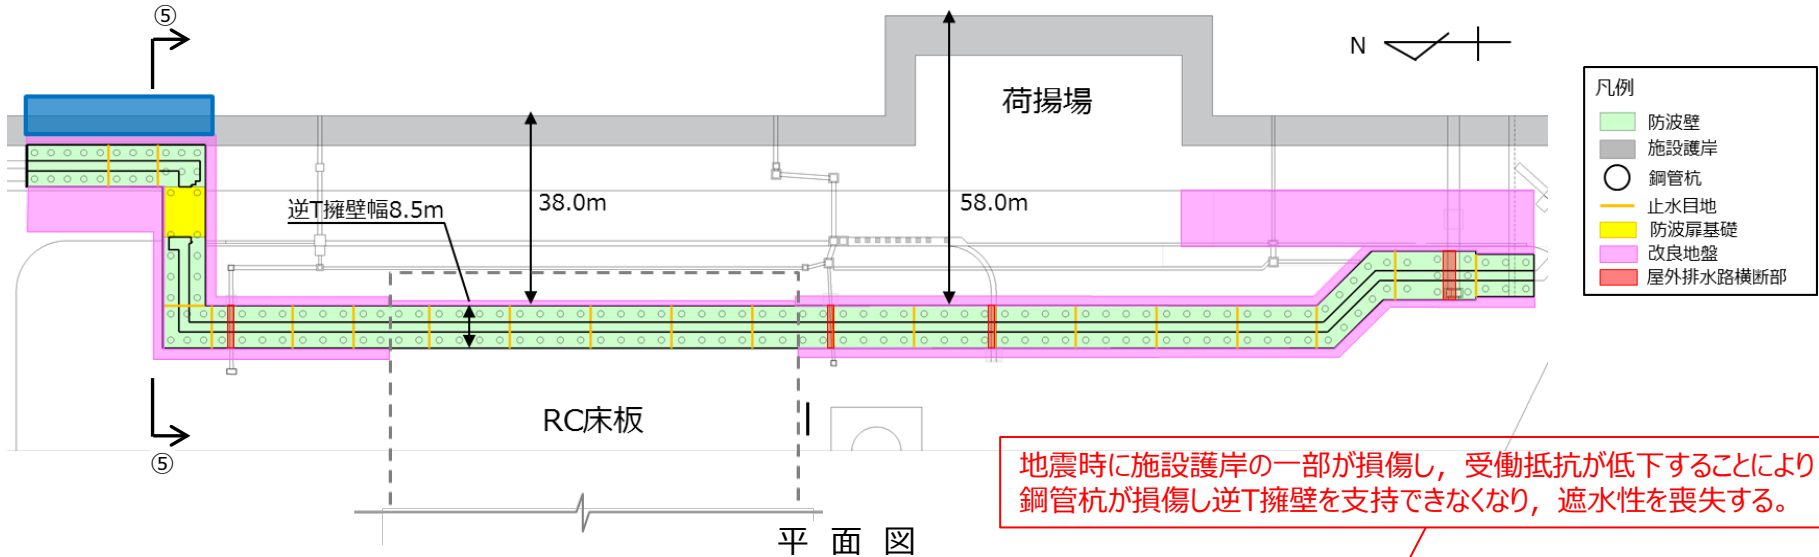 ⑤
N
荷揚場
凡例
防波壁
施設護岸
鋼管杭
止水目地
防波扉基礎
改良地盤
屋外排水路横断部
逆T擁壁幅8.5m
38.0m
58.0m
RC床板
⑤
地震時に施設護岸の一部が損傷し，受働抵抗が低下することにより
鋼管杭が損傷し逆T擁壁を支持できなくなり，遮水性を喪失する。
平 面 図